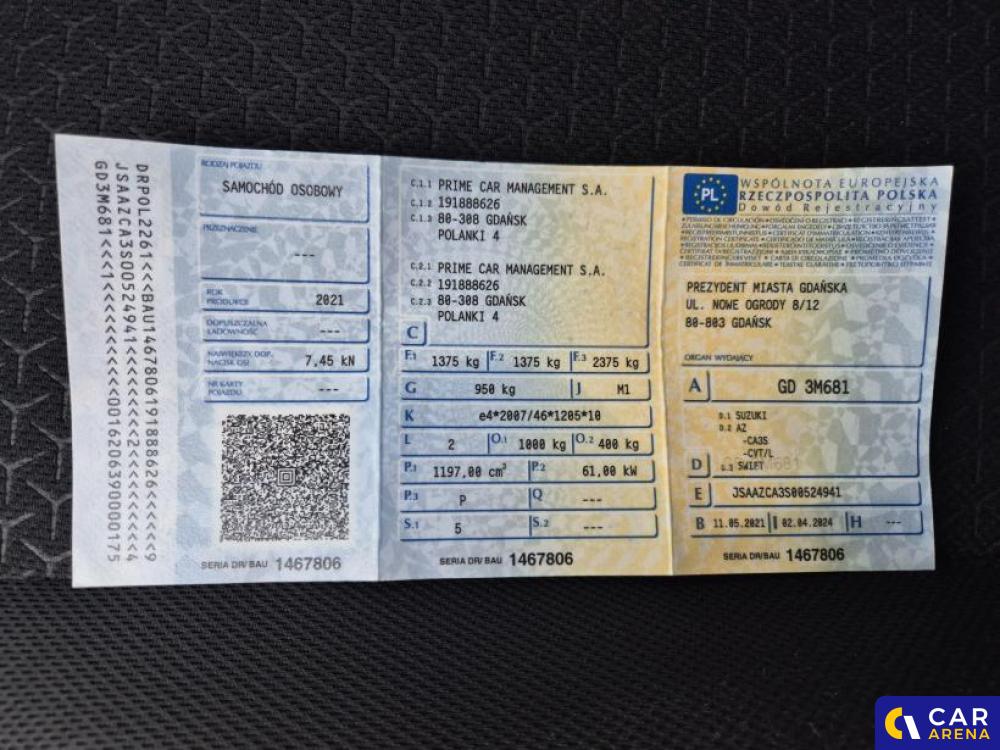 DRPOL2261<<BAU1467806191888626<<<<<9
JSAAZCA3S00524941<<<<<<<2<<<<<<<<<<4
GD3M681<<1<<<<<<<<<<0016206390000175
RODZAJ POJAZDU
SAMOCHÓD OSOBOWY
PRZEZNACZENIE
---
ROK PRODUKCJI
2021
DOPUSZCZALNA ŁADOWNOŚĆ
---
NAJWIĘKSZY DOP. NACISK OSI
7,45 kN
NR KARTY POJAZDU
---
SERIA DR/BAU 1467806
C.1.1 PRIME CAR MANAGEMENT S.A.
C.1.2 191888626
C.1.3 80-308 GDAŃSK
POLANKI 4
C.2.1 PRIME CAR MANAGEMENT S.A.
C.2.2 191888626
C.2.3 80-308 GDAŃSK
POLANKI 4
C
F.1 1375 kg F.2 1375 kg F.3 2375 kg
G 950 kg J M1
K e4*2007/46*1205*10
L 2 O.1 1000 kg O.2 400 kg
P.1 1197,00 cm³ P.2 61,00 kW
P.3 P Q ---
S.1 5 S.2 ---
SERIA DR/BAU 1467806
PL
WSPÓLNOTA EUROPEJSKA
RZECZPOSPOLITA POLSKA
Dowód Rejestracyjny
PREZYDENT MIASTA GDAŃSKA
UL. NOWE OGRODY 8/12
80-803 GDAŃSK
ORGAN WYDAJĄCY
A GD 3M681
D.1 SUZUKI
D.2 AZ
-CA3S
-CVT/L
D D.3 SWIFT
E JSAAZCA3S00524941
B 11.05.2021 I 02.04.2024 H ---
SERIA DR/BAU 1467806
CAR
ARENA